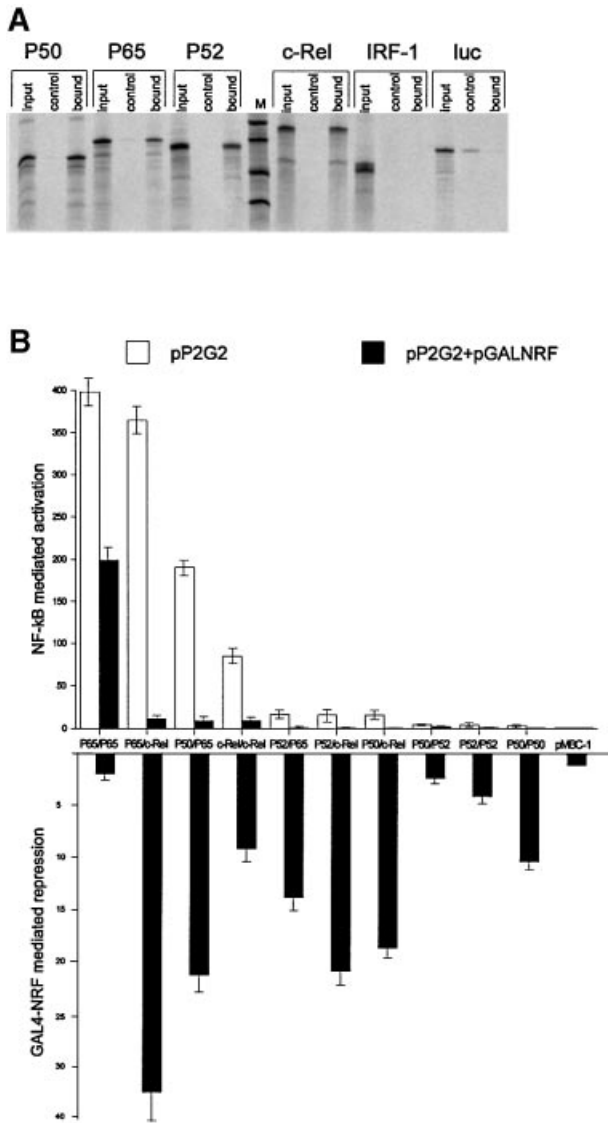 A
P50 P65 P52 c-Rel IRF-1 luc
input control bound input control bound input control bound M input control bound input control bound input control bound
B
pP2G2 pP2G2+pGALNRF
NF-kB mediated activation
400
350
300
250
200
150
100
50
0
P65/P65 P65/c-Rel P50/P65 c-Rel/c-Rel P52/P65 P52/c-Rel P50/c-Rel P50/P52 P52/P52 P50/P50 pMBC-1
GAL4-NRF mediated repression
5
10
15
20
25
30
40